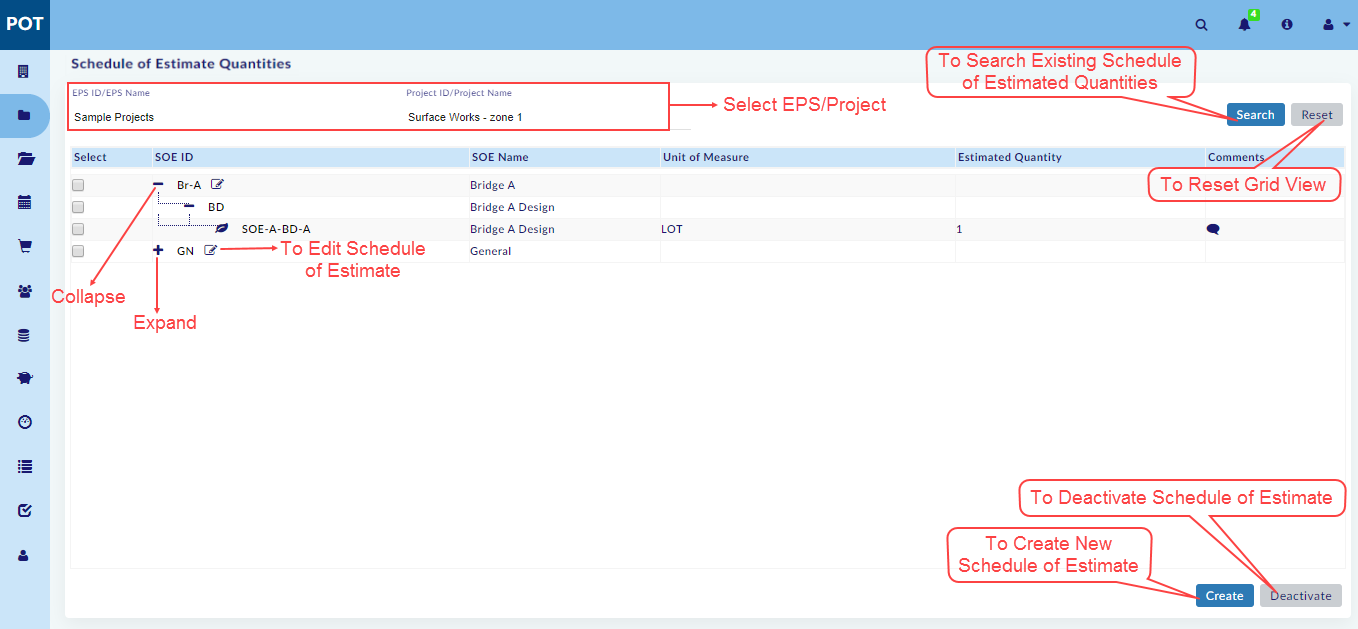 POT
4
Schedule of Estimate Quantities
To Search Existing Schedule
of Estimated Quantities
EPS ID/EPS Name
Project ID/Project Name
Sample Projects
Surface Works - zone 1
Select EPS/Project
Search
Reset
Select
SOE ID
SOE Name
Unit of Measure
Estimated Quantity
Comments
To Reset Grid View
Br-A
Bridge A
BD
Bridge A Design
SOE-A-BD-A
Bridge A Design
LOT
1
GN
General
To Edit Schedule
of Estimate
Collapse
Expand
To Deactivate Schedule of Estimate
To Create New
Schedule of Estimate
Create
Deactivate